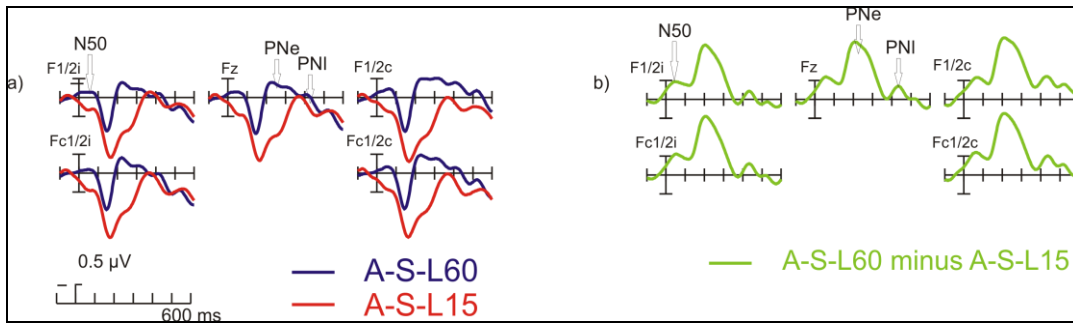 a)
N50
PNe
PNl
F1/2i
Fz
F1/2c
Fc1/2i
Fc1/2c
0.5 µV
600 ms
A-S-L60
A-S-L15
b)
N50
PNe
PNl
F1/2i
Fz
F1/2c
Fc1/2i
Fc1/2c
A-S-L60 minus A-S-L15